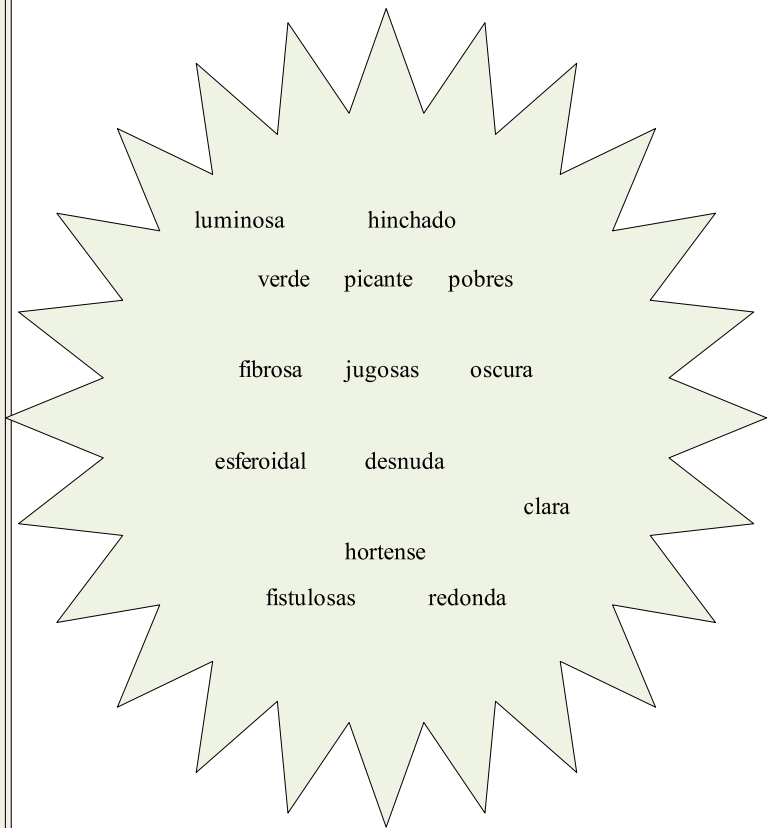 luminosa hinchado
verde picante pobres
fibrosa jugosas oscura
esferoidal desnuda
clara
hortense
fistulosas redonda